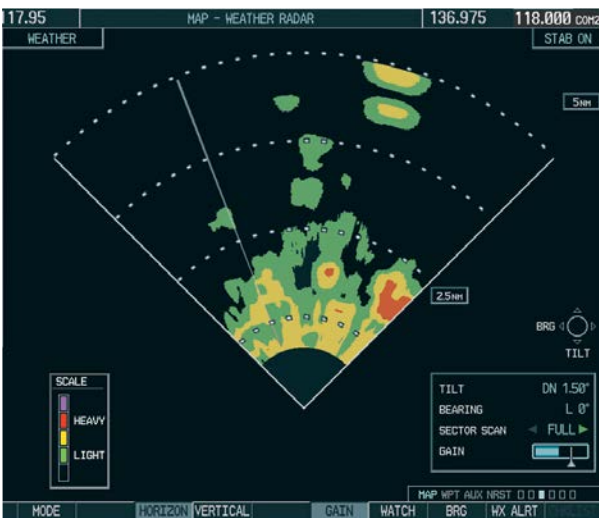 17.95 MAP – WEATHER RADAR 136.975 118.000 COM2
WEATHER STAB ON
5NM
2.5NM
BRG
TILT
SCALE
HEAVY
LIGHT
TILT DN 1.50°
BEARING L 0°
SECTOR SCAN FULL
GAIN
MAP WPT AUX NRST
MODE HORIZON VERTICAL GAIN WATCH BRG WX ALRT CHKLIST